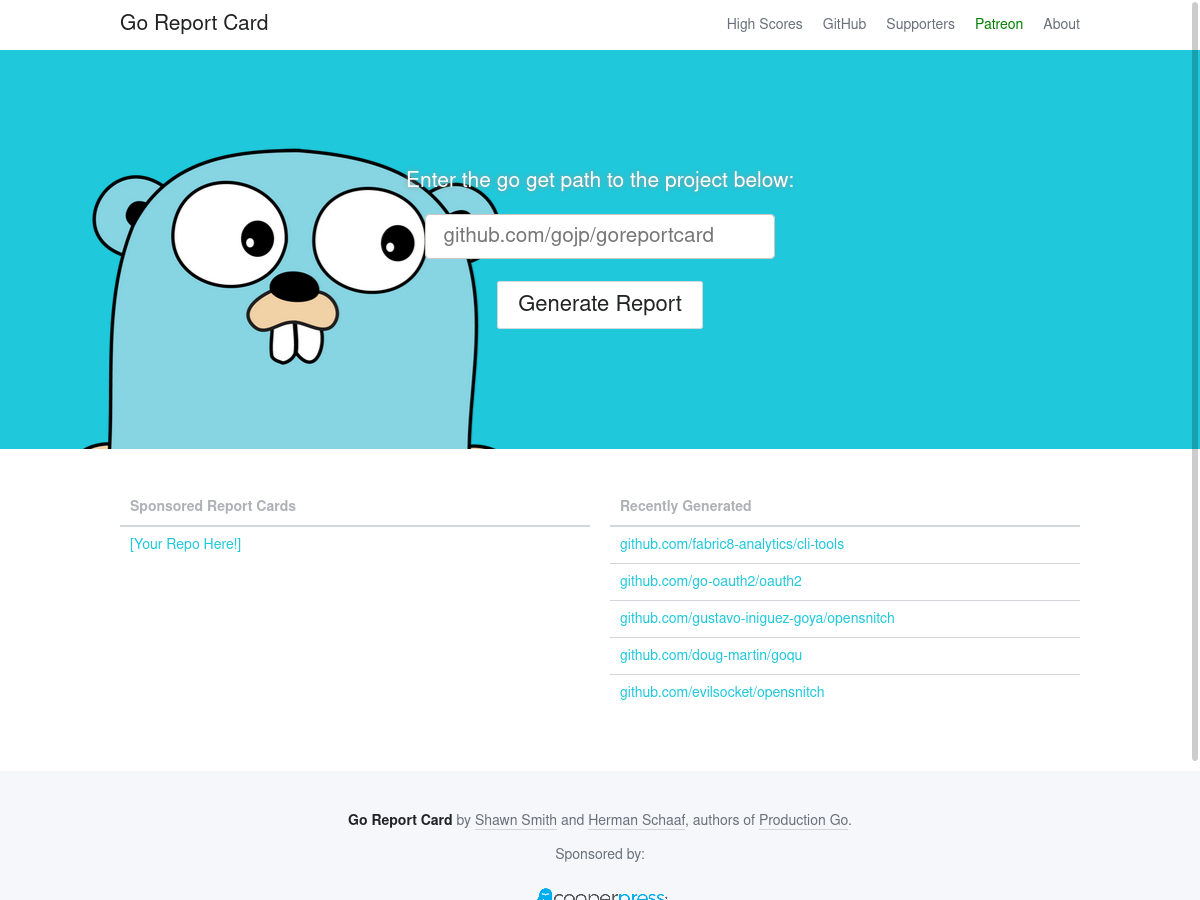 Go Report Card
High Scores GitHub Supporters Patreon About
Enter the go get path to the project below:
github.com/gojp/goreportcard
Generate Report
Sponsored Report Cards
[Your Repo Here!]
Recently Generated
github.com/fabric8-analytics/cli-tools
github.com/go-oauth2/oauth2
github.com/gustavo-iniguez-goya/opensnitch
github.com/doug-martin/goqu
github.com/evilsocket/opensnitch
Go Report Card by Shawn Smith and Herman Schaaf, authors of Production Go.
Sponsored by:
cooperpress